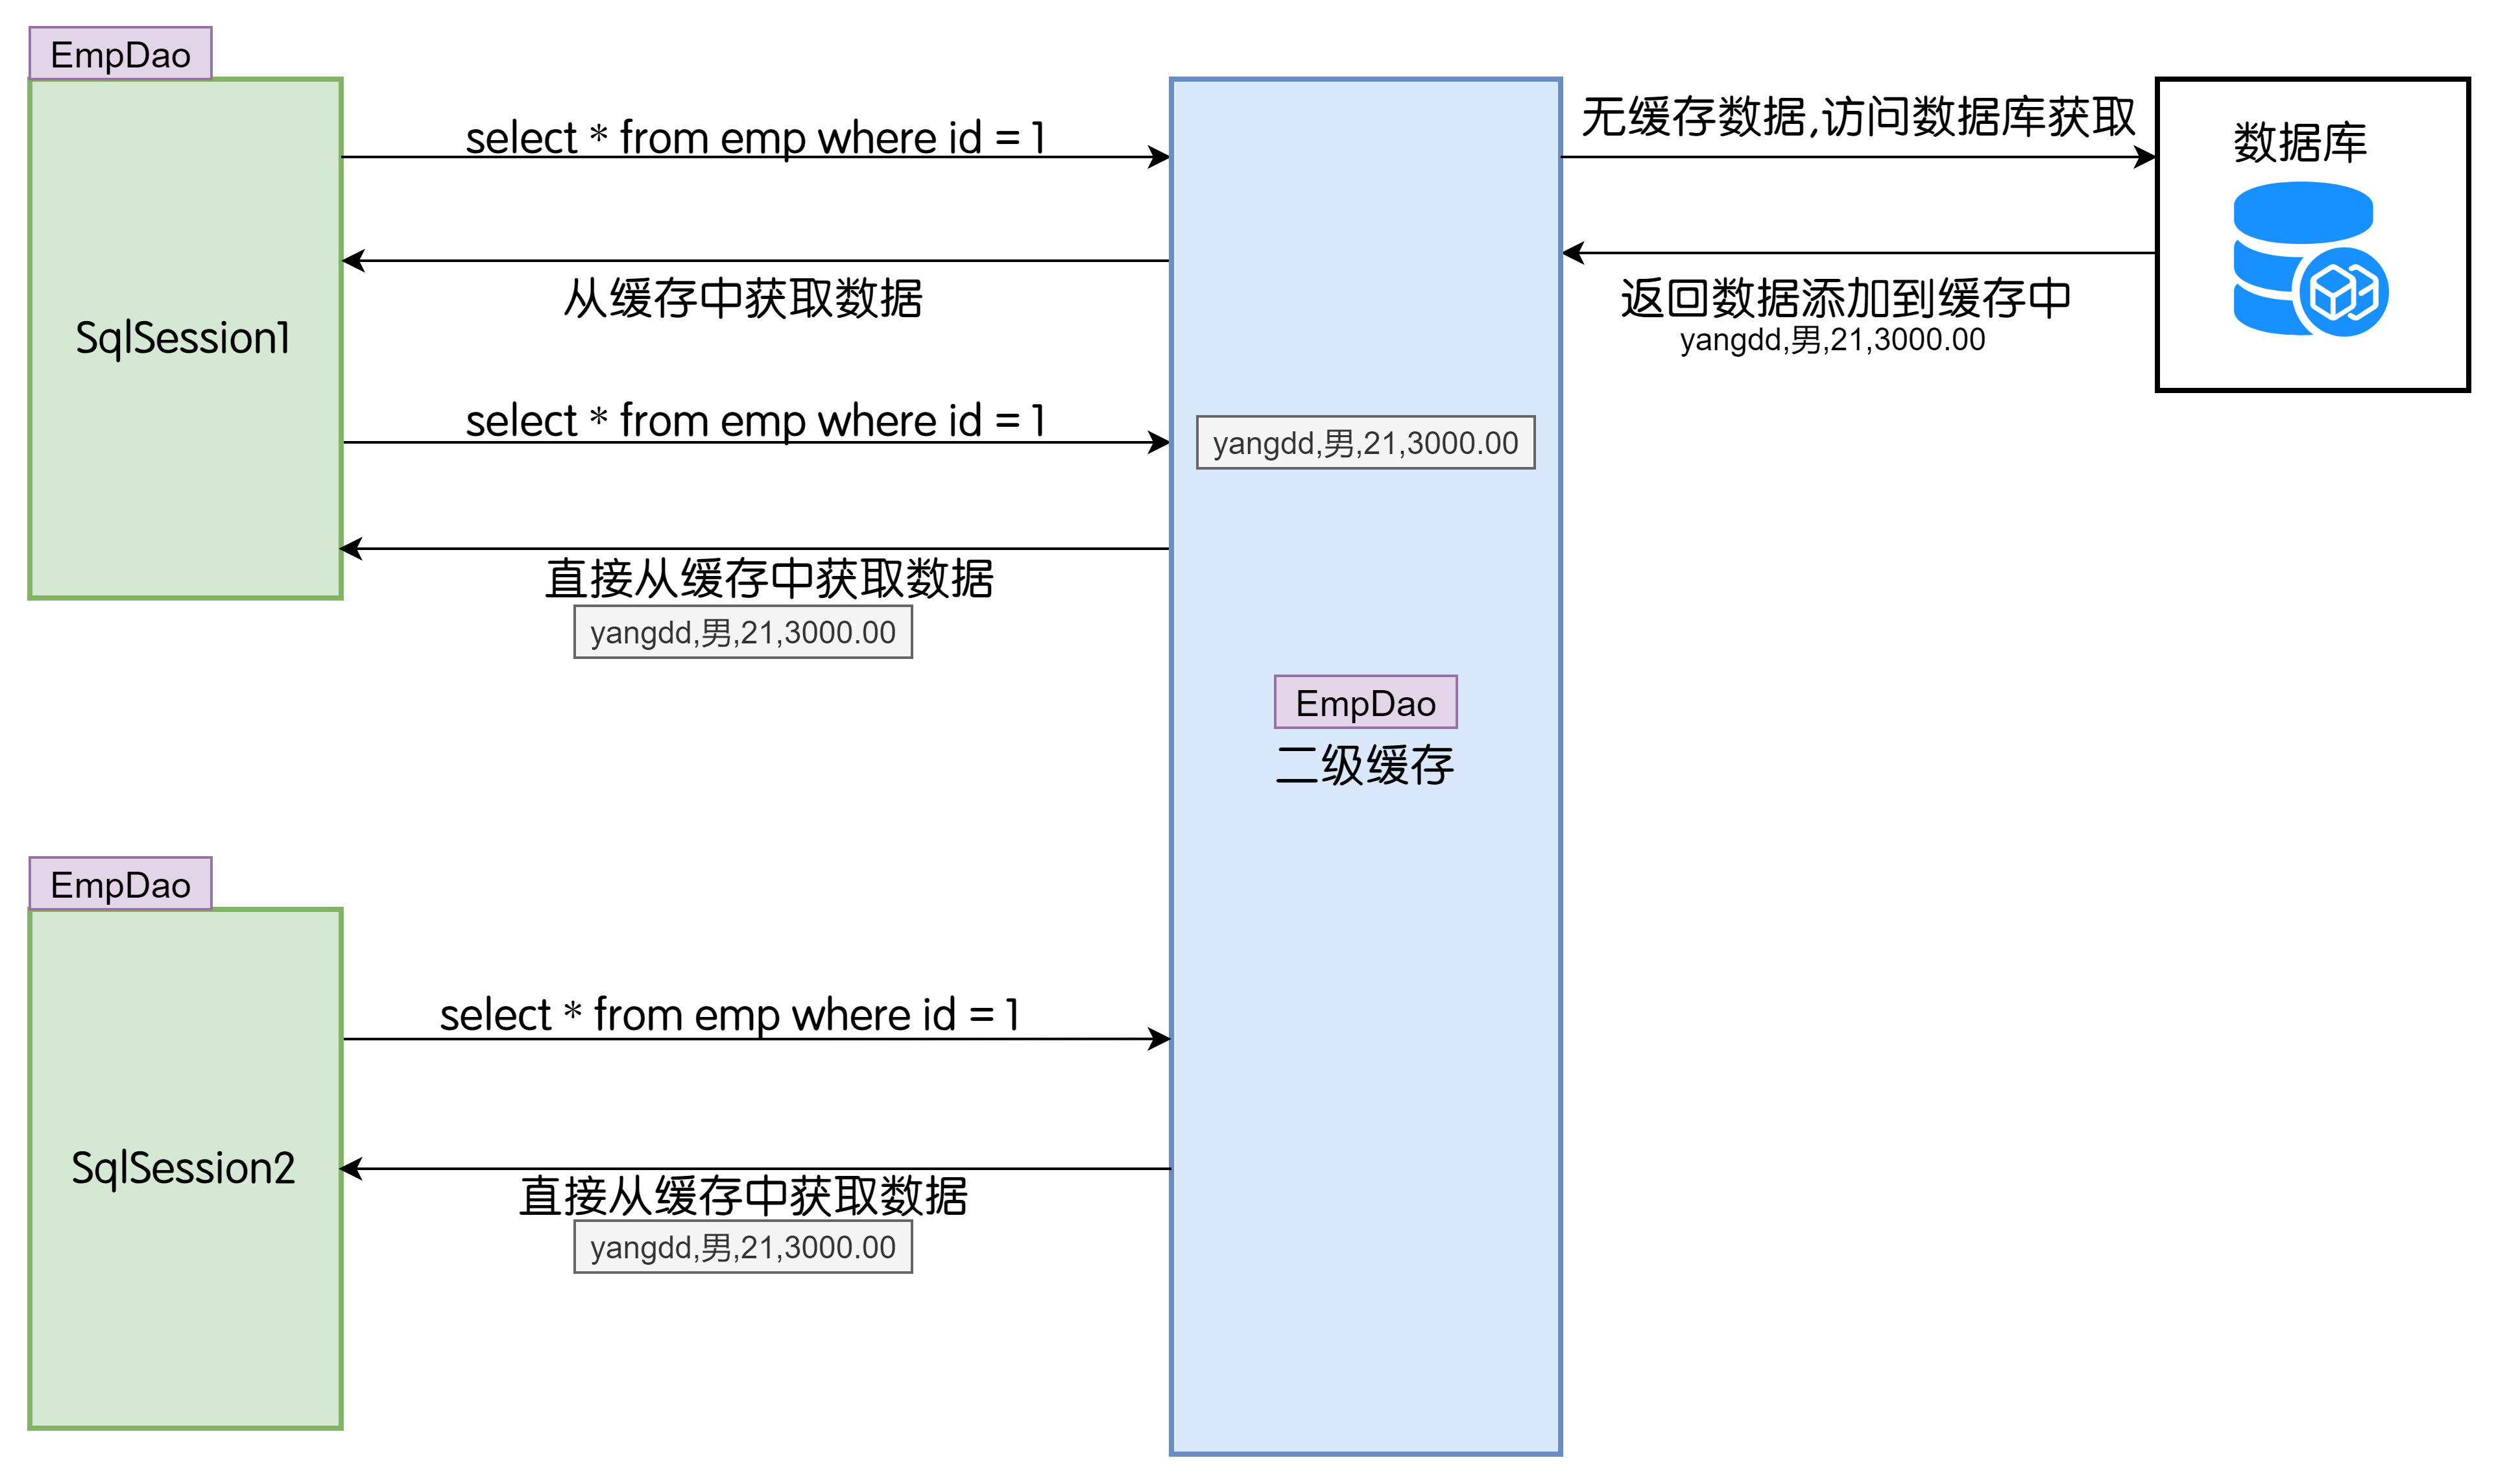 EmpDao
select * from emp where id = 1
无缓存数据,访问数据库获取
数据库
从缓存中获取数据
返回数据添加到缓存中
yangdd,男,21,3000.00
SqlSession1
select * from emp where id = 1
yangdd,男,21,3000.00
直接从缓存中获取数据
yangdd,男,21,3000.00
EmpDao
二级缓存
EmpDao
select * from emp where id = 1
SqlSession2
直接从缓存中获取数据
yangdd,男,21,3000.00